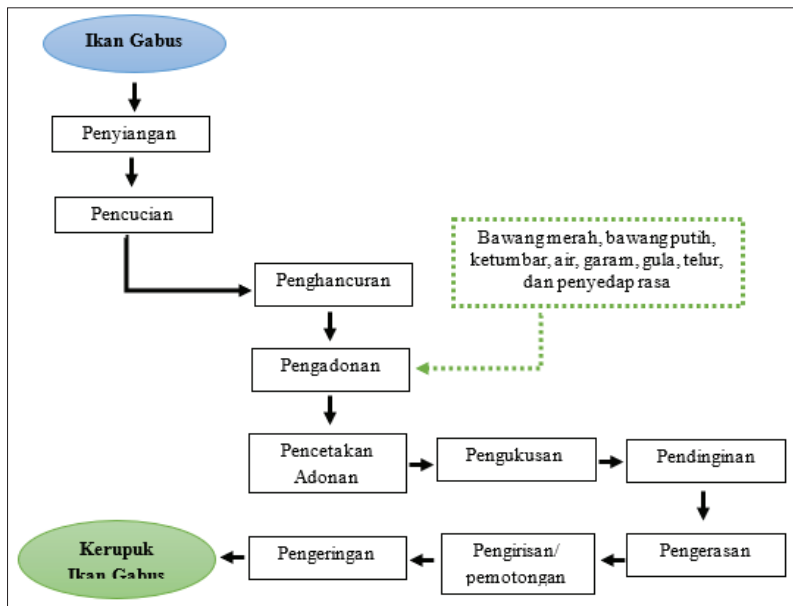 Ikan Gabus
Penyiangan
Pencucian
Bawang merah, bawang putih,
ketumbar, air, garam, gula, telur,
dan penyedap rasa
Penghancuran
Pengadonan
Pencetakan
Adonan
Pengukusan
Pendinginan
Kerupuk
Ikan Gabus
Pengeringan
Pengirisan/
pemotongan
Pengerasan